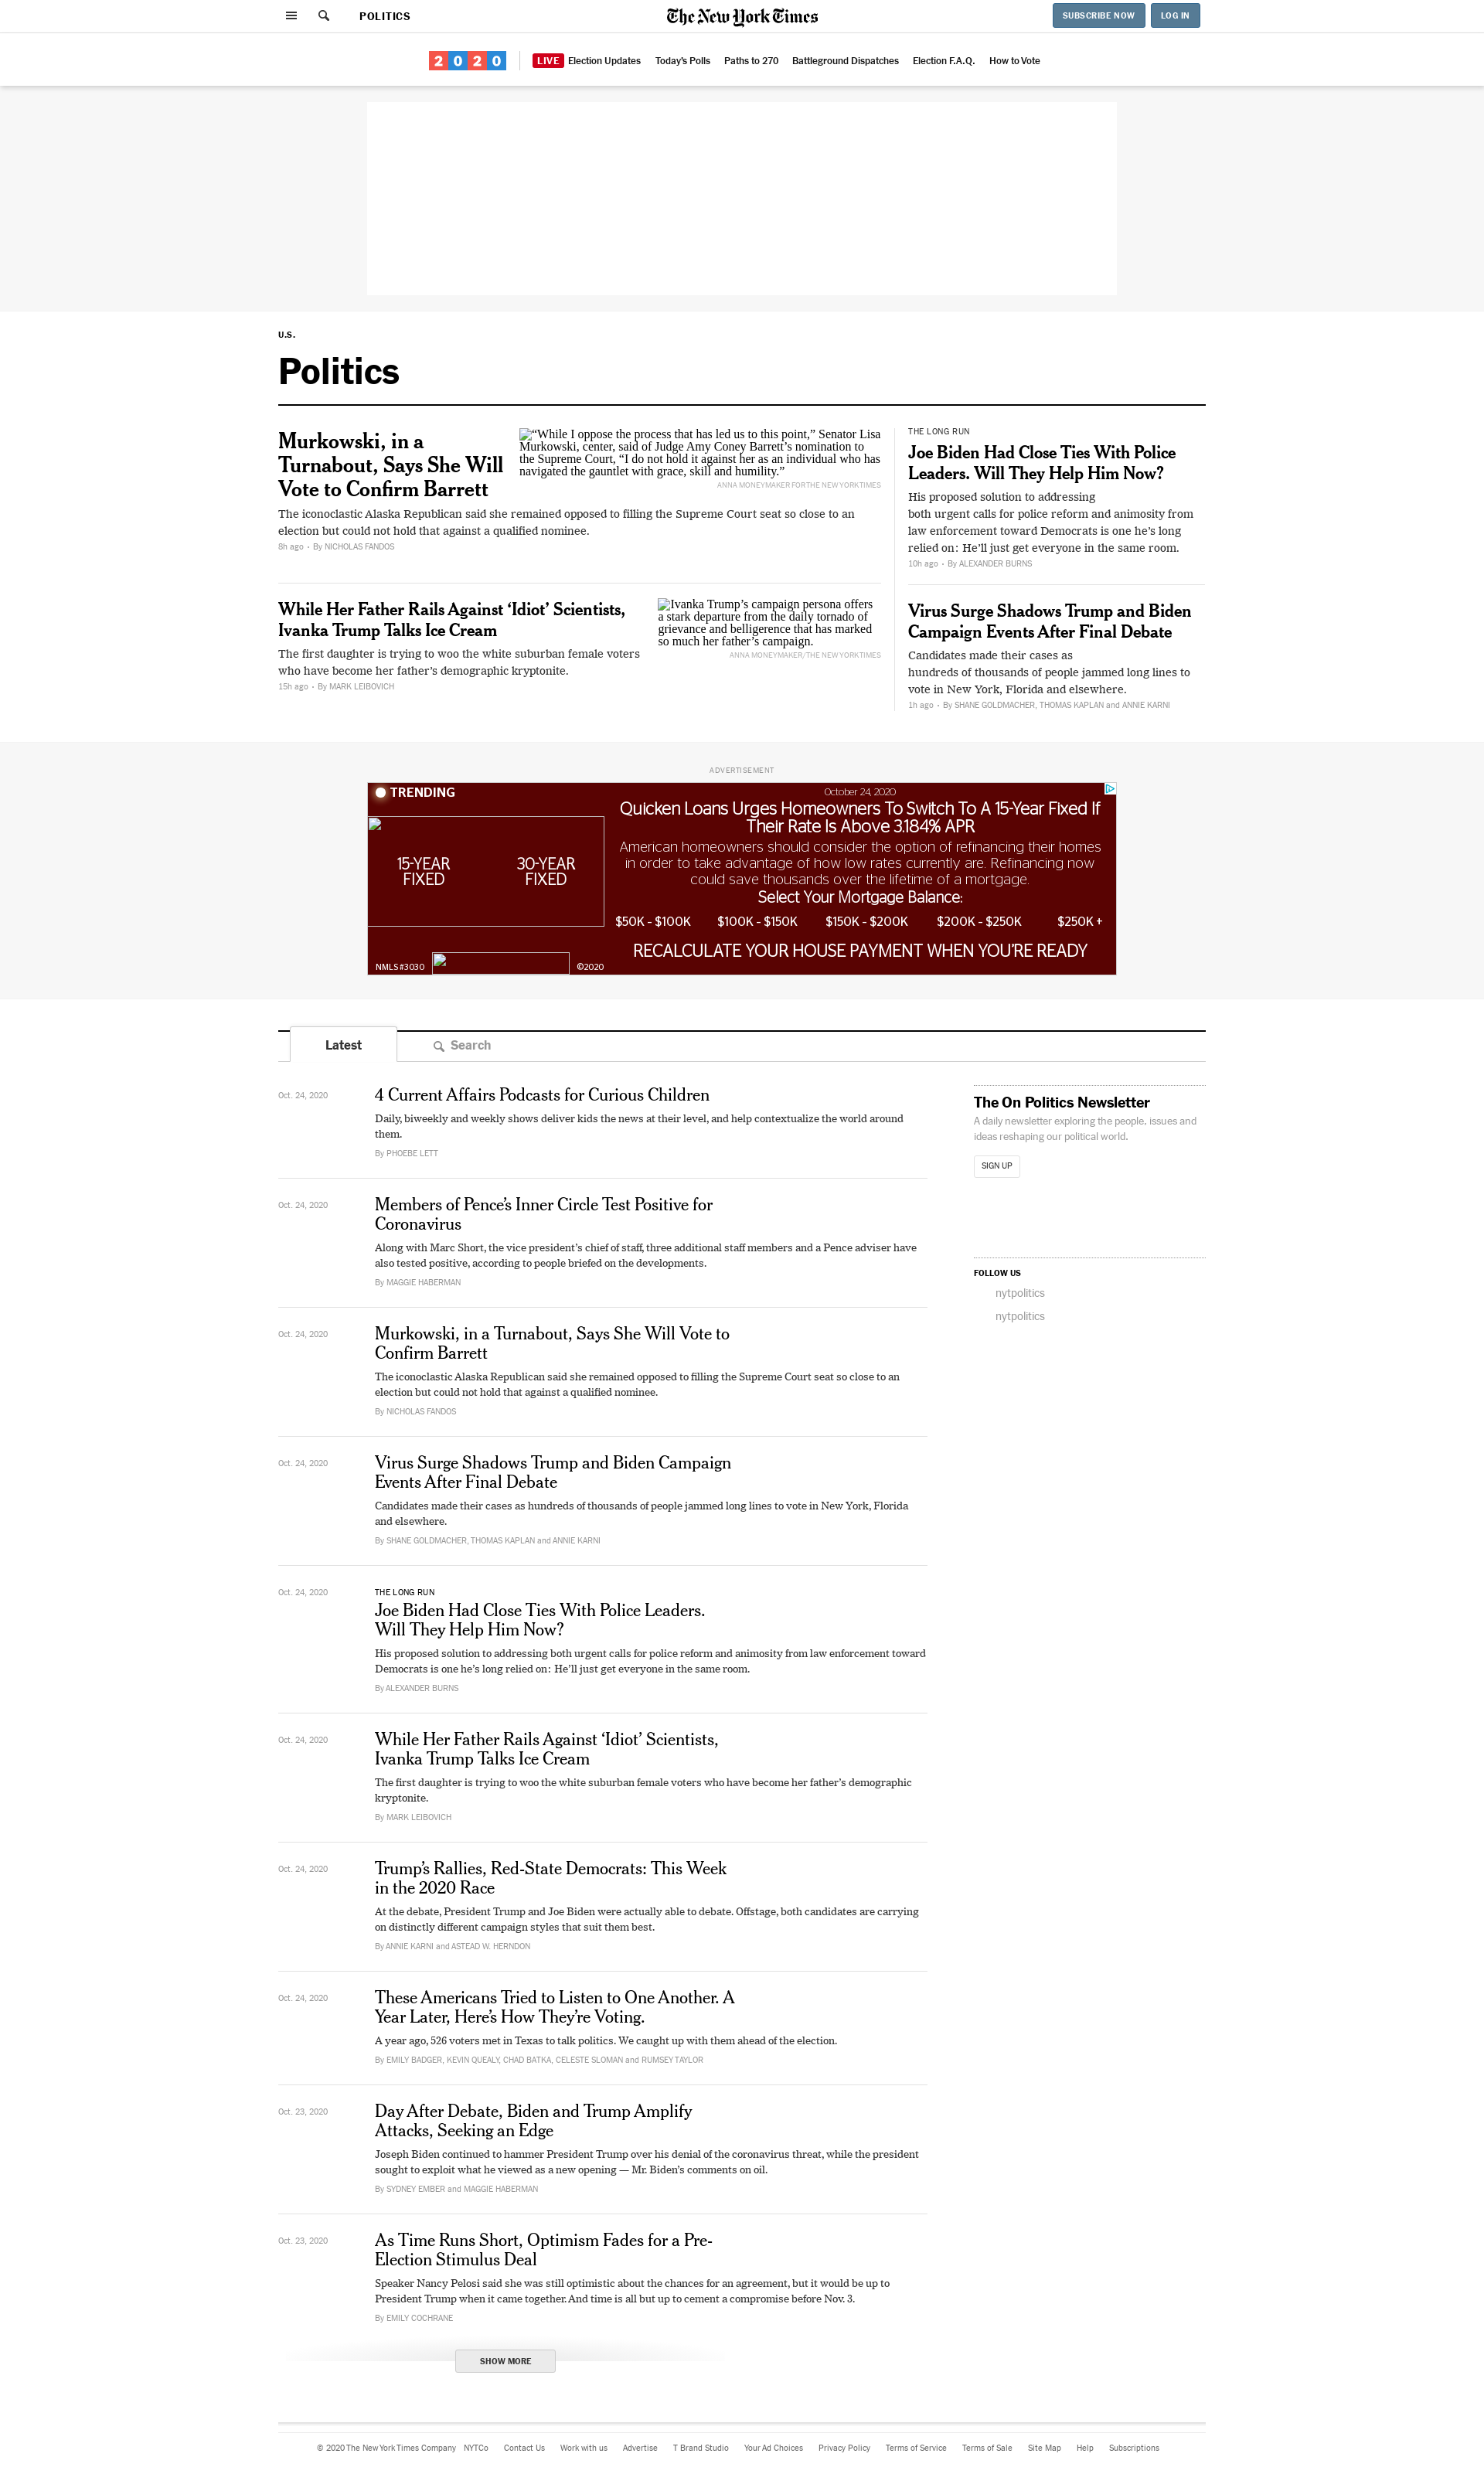 POLITICS
The New York Times
SUBSCRIBE NOW
LOG IN
2020
LIVE Election Updates
Today's Polls
Paths to 270
Battleground Dispatches
Election F.A.Q.
How to Vote
U.S.
Politics
Murkowski, in a
Turnabout, Says She Will
Vote to Confirm Barrett
“While I oppose the process that has led us to this point,” Senator Lisa
Murkowski, center, said of Judge Amy Coney Barrett’s nomination to
the Supreme Court, “I do not hold it against her as an individual who has
navigated the gauntlet with grace, skill and humility.”
ANNA MONEYMAKER FOR THE NEW YORK TIMES
The iconoclastic Alaska Republican said she remained opposed to filling the Supreme Court seat so close to an
election but could not hold that against a qualified nominee.
8h ago • By NICHOLAS FANDOS
While Her Father Rails Against ‘Idiot’ Scientists,
Ivanka Trump Talks Ice Cream
Ivanka Trump’s campaign persona offers
a stark departure from the daily tornado of
grievance and belligerence that has marked
so much her father’s campaign.
ANNA MONEYMAKER/THE NEW YORK TIMES
The first daughter is trying to woo the white suburban female voters
who have become her father’s demographic kryptonite.
15h ago • By MARK LEIBOVICH
THE LONG RUN
Joe Biden Had Close Ties With Police
Leaders. Will They Help Him Now?
His proposed solution to addressing
both urgent calls for police reform and animosity from
law enforcement toward Democrats is one he’s long
relied on: He’ll just get everyone in the same room.
10h ago • By ALEXANDER BURNS
Virus Surge Shadows Trump and Biden
Campaign Events After Final Debate
Candidates made their cases as
hundreds of thousands of people jammed long lines to
vote in New York, Florida and elsewhere.
1h ago • By SHANE GOLDMACHER, THOMAS KAPLAN and ANNIE KARNI
ADVERTISEMENT
TRENDING
15-YEAR
FIXED
30-YEAR
FIXED
NMLS #3030
©2020
October 24, 2020
Quicken Loans Urges Homeowners To Switch To A 15-Year Fixed If
Their Rate Is Above 3.184% APR
American homeowners should consider the option of refinancing their homes
in order to take advantage of how low rates currently are. Refinancing now
could save thousands over the lifetime of a mortgage.
Select Your Mortgage Balance:
$50K - $100K
$100K - $150K
$150K - $200K
$200K - $250K
$250K +
RECALCULATE YOUR HOUSE PAYMENT WHEN YOU’RE READY
Latest
Search
Oct. 24, 2020
4 Current Affairs Podcasts for Curious Children
Daily, biweekly and weekly shows deliver kids the news at their level, and help contextualize the world around
them.
By PHOEBE LETT
Oct. 24, 2020
Members of Pence’s Inner Circle Test Positive for
Coronavirus
Along with Marc Short, the vice president’s chief of staff, three additional staff members and a Pence adviser have
also tested positive, according to people briefed on the developments.
By MAGGIE HABERMAN
Oct. 24, 2020
Murkowski, in a Turnabout, Says She Will Vote to
Confirm Barrett
The iconoclastic Alaska Republican said she remained opposed to filling the Supreme Court seat so close to an
election but could not hold that against a qualified nominee.
By NICHOLAS FANDOS
Oct. 24, 2020
Virus Surge Shadows Trump and Biden Campaign
Events After Final Debate
Candidates made their cases as hundreds of thousands of people jammed long lines to vote in New York, Florida
and elsewhere.
By SHANE GOLDMACHER, THOMAS KAPLAN and ANNIE KARNI
Oct. 24, 2020
THE LONG RUN
Joe Biden Had Close Ties With Police Leaders.
Will They Help Him Now?
His proposed solution to addressing both urgent calls for police reform and animosity from law enforcement toward
Democrats is one he’s long relied on: He’ll just get everyone in the same room.
By ALEXANDER BURNS
Oct. 24, 2020
While Her Father Rails Against ‘Idiot’ Scientists,
Ivanka Trump Talks Ice Cream
The first daughter is trying to woo the white suburban female voters who have become her father’s demographic
kryptonite.
By MARK LEIBOVICH
Oct. 24, 2020
Trump’s Rallies, Red-State Democrats: This Week
in the 2020 Race
At the debate, President Trump and Joe Biden were actually able to debate. Offstage, both candidates are carrying
on distinctly different campaign styles that suit them best.
By ANNIE KARNI and ASTEAD W. HERNDON
Oct. 24, 2020
These Americans Tried to Listen to One Another. A
Year Later, Here’s How They’re Voting.
A year ago, 526 voters met in Texas to talk politics. We caught up with them ahead of the election.
By EMILY BADGER, KEVIN QUEALY, CHAD BATKA, CELESTE SLOMAN and RUMSEY TAYLOR
Oct. 23, 2020
Day After Debate, Biden and Trump Amplify
Attacks, Seeking an Edge
Joseph Biden continued to hammer President Trump over his denial of the coronavirus threat, while the president
sought to exploit what he viewed as a new opening — Mr. Biden’s comments on oil.
By SYDNEY EMBER and MAGGIE HABERMAN
Oct. 23, 2020
As Time Runs Short, Optimism Fades for a Pre-
Election Stimulus Deal
Speaker Nancy Pelosi said she was still optimistic about the chances for an agreement, but it would be up to
President Trump when it came together. And time is all but up to cement a compromise before Nov. 3.
By EMILY COCHRANE
SHOW MORE
The On Politics Newsletter
A daily newsletter exploring the people, issues and
ideas reshaping our political world.
SIGN UP
FOLLOW US
nytpolitics
nytpolitics
© 2020 The New York Times Company
NYTCo
Contact Us
Work with us
Advertise
T Brand Studio
Your Ad Choices
Privacy Policy
Terms of Service
Terms of Sale
Site Map
Help
Subscriptions